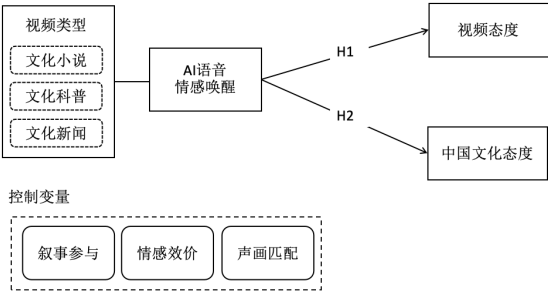 视频类型
文化小说
文化科普
文化新闻
AI语音
情感唤醒
H1
H2
视频态度
中国文化态度
控制变量
叙事参与
情感效价
声画匹配